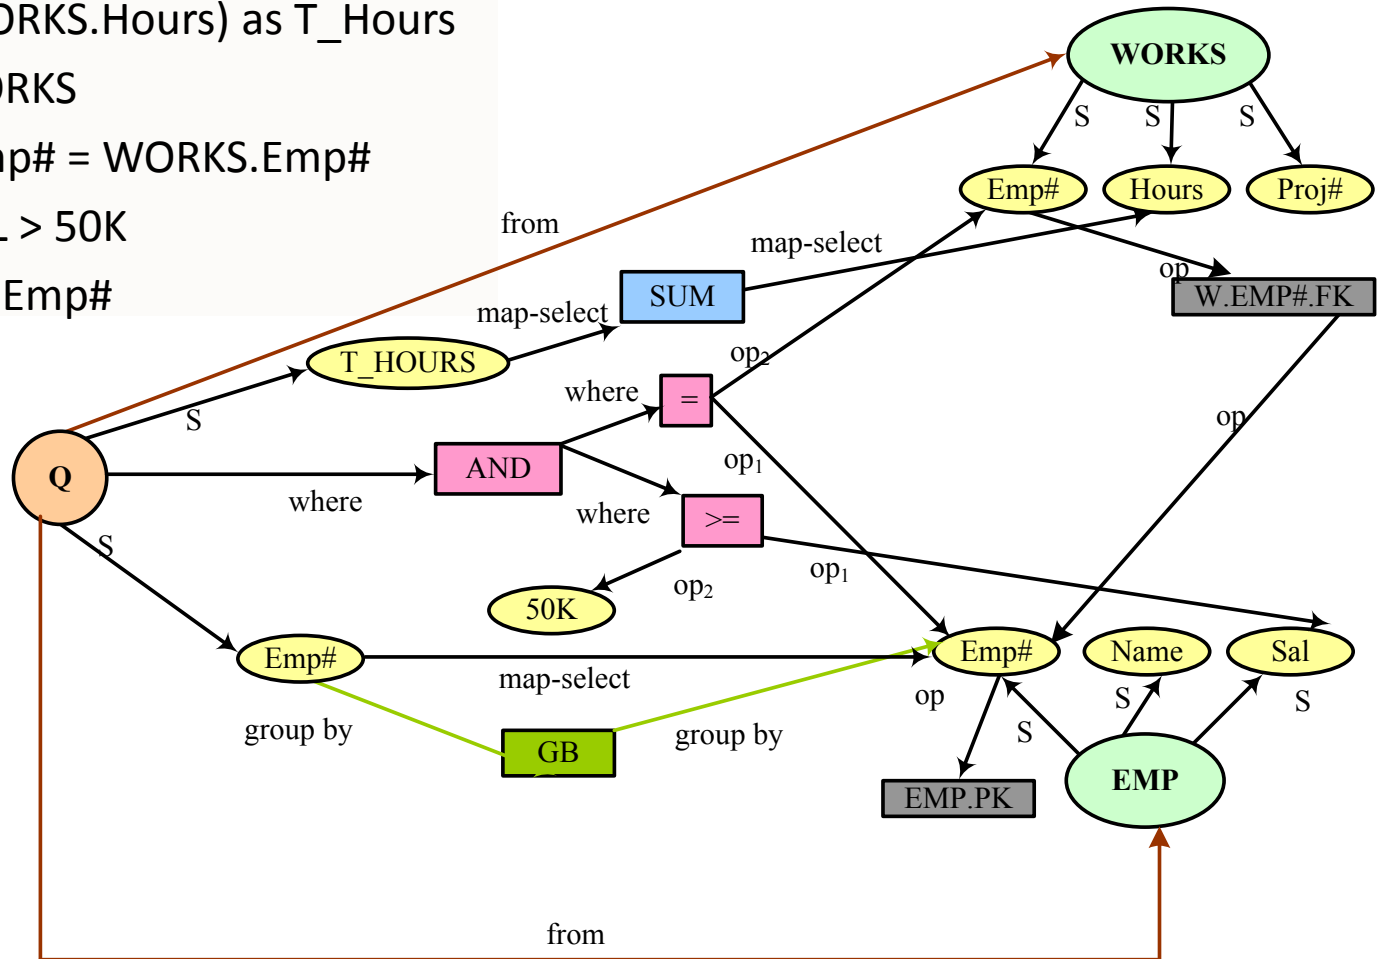 ORKS.Hours) as T_Hours
ORKS
mp# = WORKS.Emp#
L > 50K
.Emp#
WORKS
S
S
S
Emp#
Hours
Proj#
from
map-select
op
W.EMP#.FK
SUM
map-select
T_HOURS
op2
where
=
S
op
op1
AND
Q
where
where
>=
S
op1
op2
50K
Emp#
map-select
Emp#
Name
Sal
op
S
S
S
group by
GB
group by
EMP
EMP.PK
from